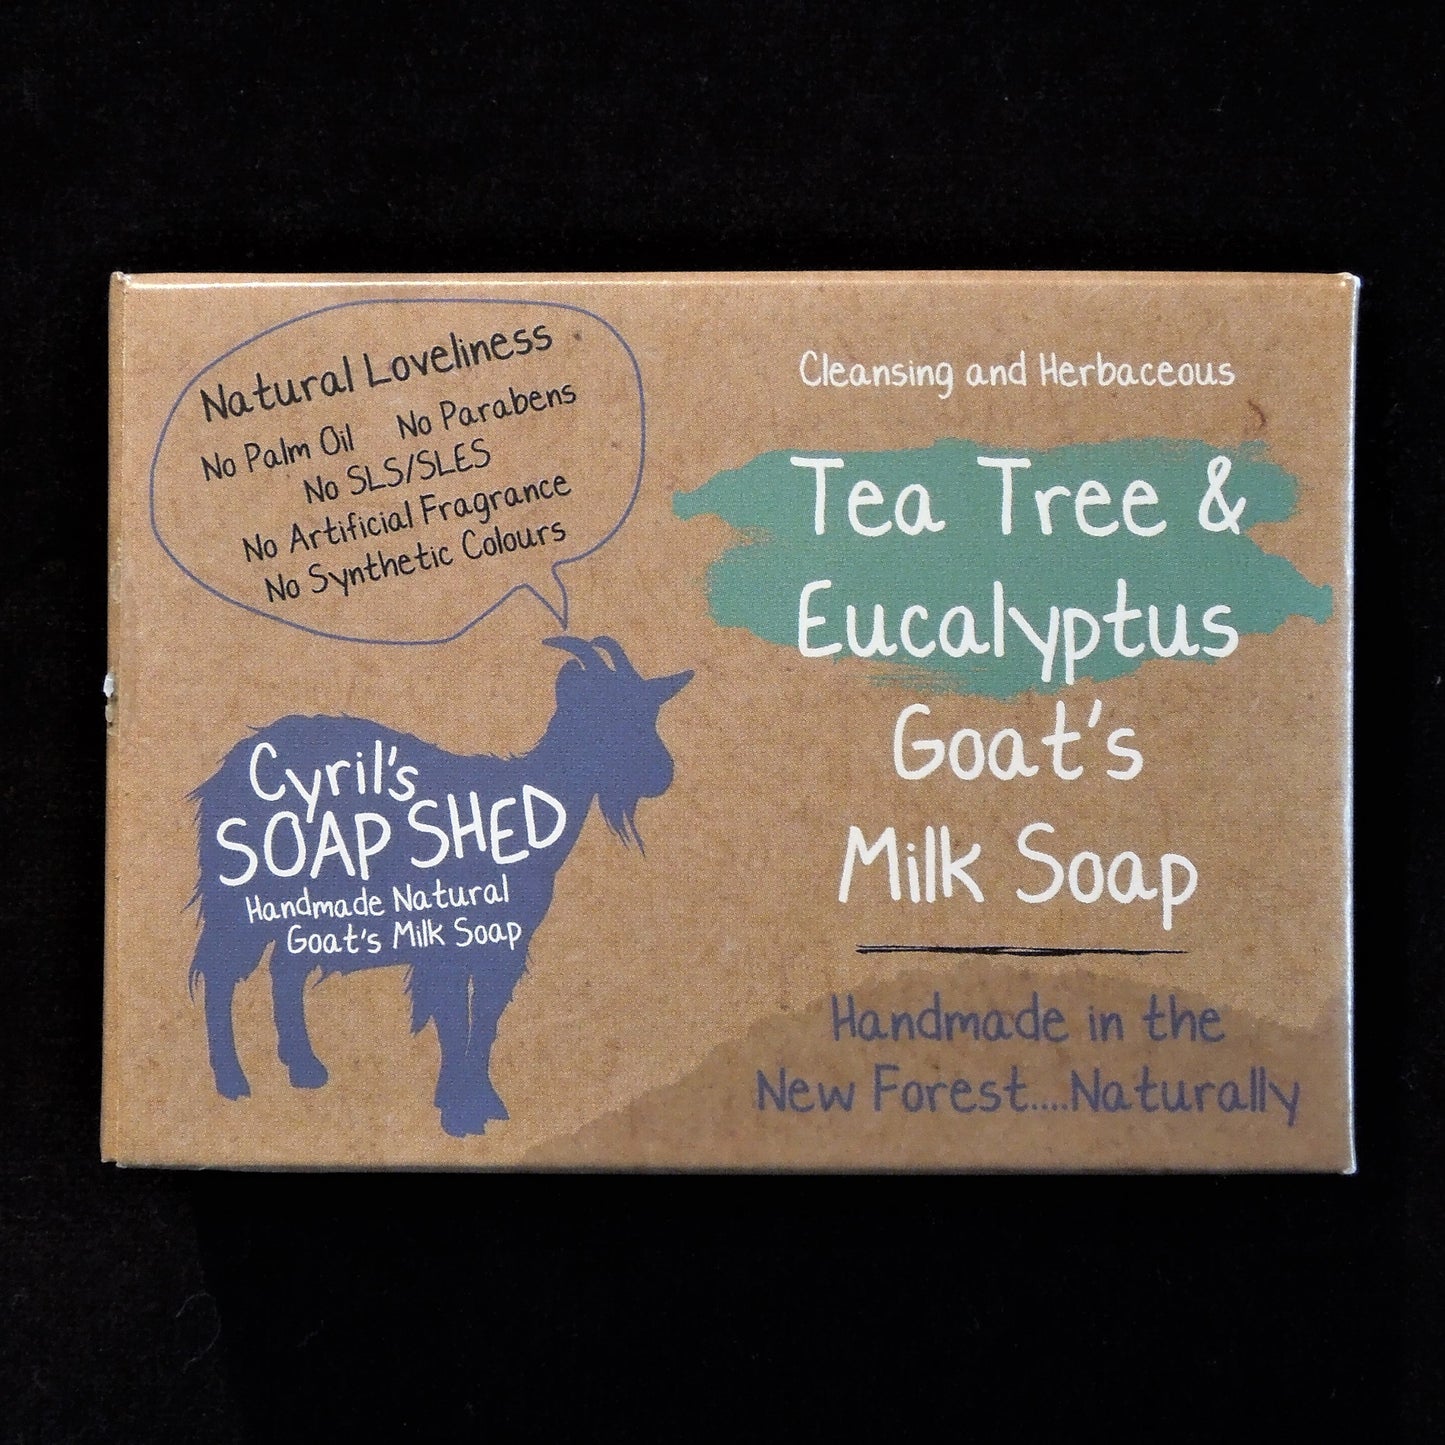 Natural Loveliness
No Palm Oil No Parabens
No SLS/SLES
No Artificial Fragrance
No Synthetic Colours
Cyril's
SOAP SHED
Handmade Natural
Goat's Milk Soap
Cleansing and Herbaceous
Tea Tree &
Eucalyptus
Goat's
Milk Soap
Handmade in the
New Forest....Naturally